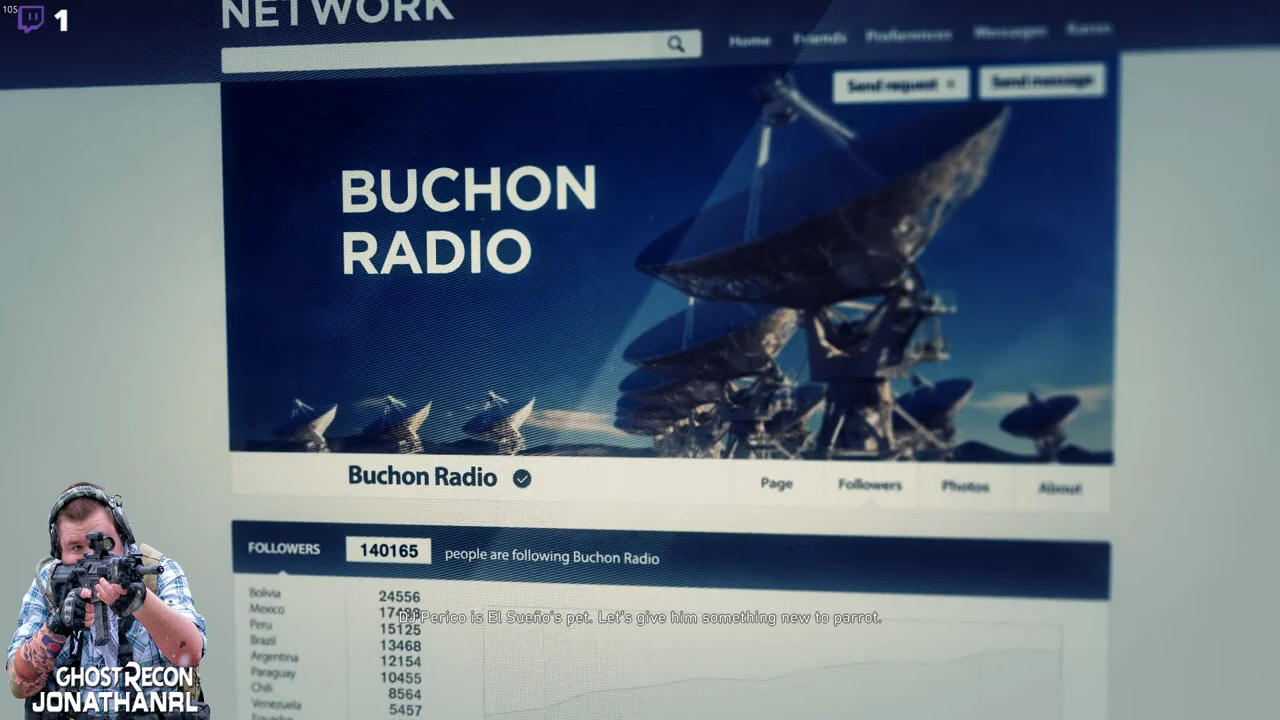 105
1
NETWORK
Home Friends Preferences Messages
Send request × Send message
BUCHON
RADIO
Buchon Radio
Page Followers Photos About
FOLLOWERS 140165 people are following Buchon Radio
Bolivia 24556
Mexico
Peru 15125
Brazil 13468
Argentina 12154
Paraguay 10455
Chili 8564
Venezuela 5457
DJ Perico is El Sueño's pet. Let's give him something new to parrot.
GHOSTRECON
JONATHANRL